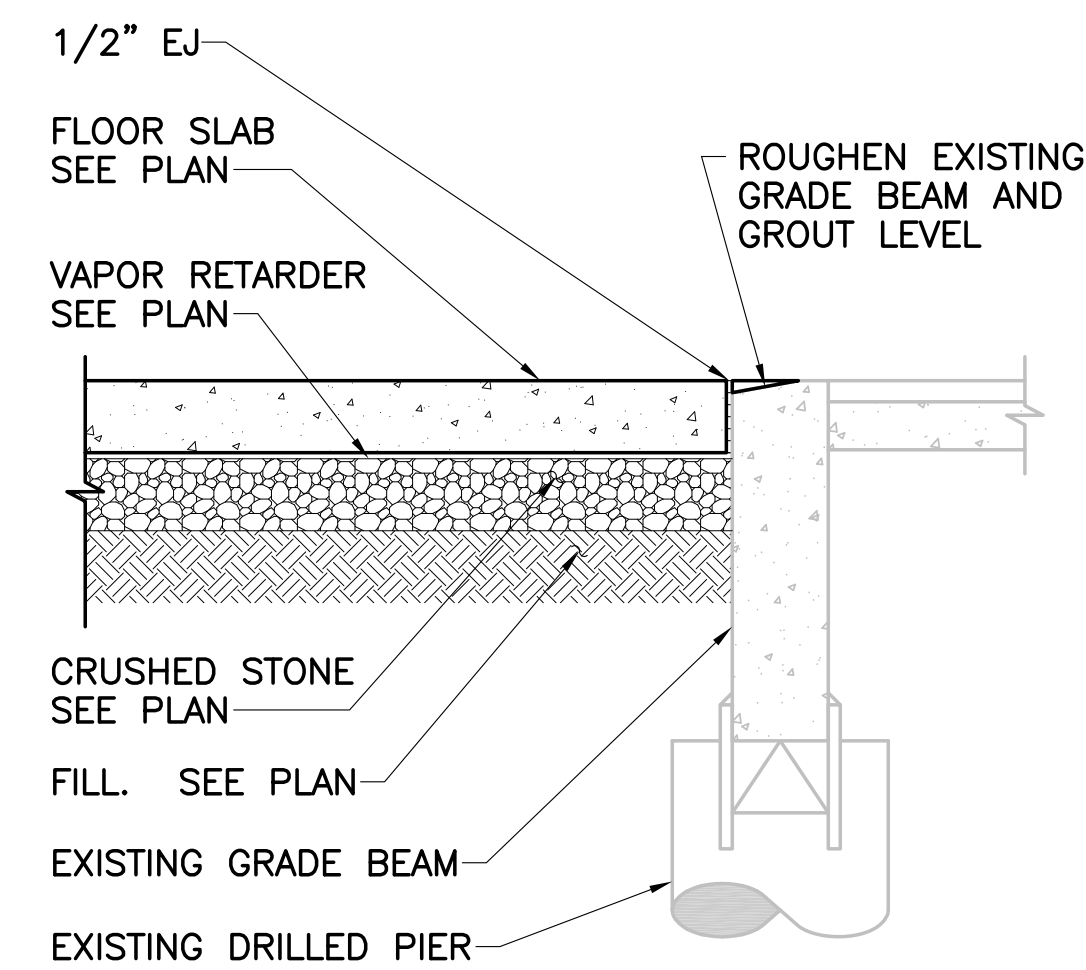 1/2” EJ
FLOOR SLAB
SEE PLAN
ROUGHEN EXISTING
GRADE BEAM AND
GROUT LEVEL
VAPOR RETARDER
SEE PLAN
CRUSHED STONE
SEE PLAN
FILL. SEE PLAN
EXISTING GRADE BEAM
EXISTING DRILLED PIER